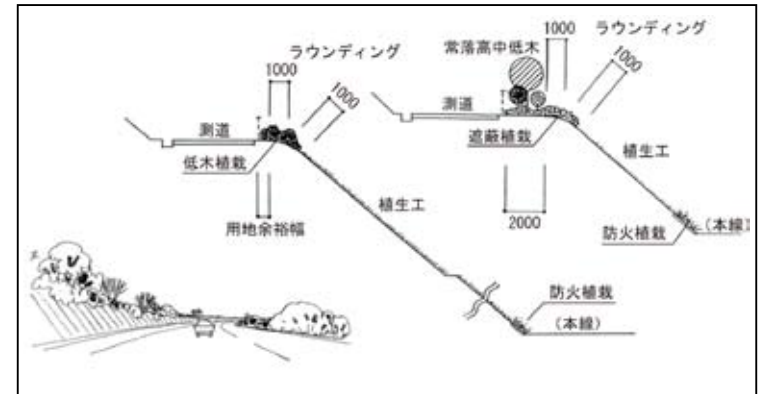 ラウンディング
1000
1000
測道
低木植栽
用地余裕幅
植生工
防火植栽
(本線)
常落高中低木
1000
ラウンディング
1000
測道
遮蔽植栽
2000
植生工
防火植栽
(本線)